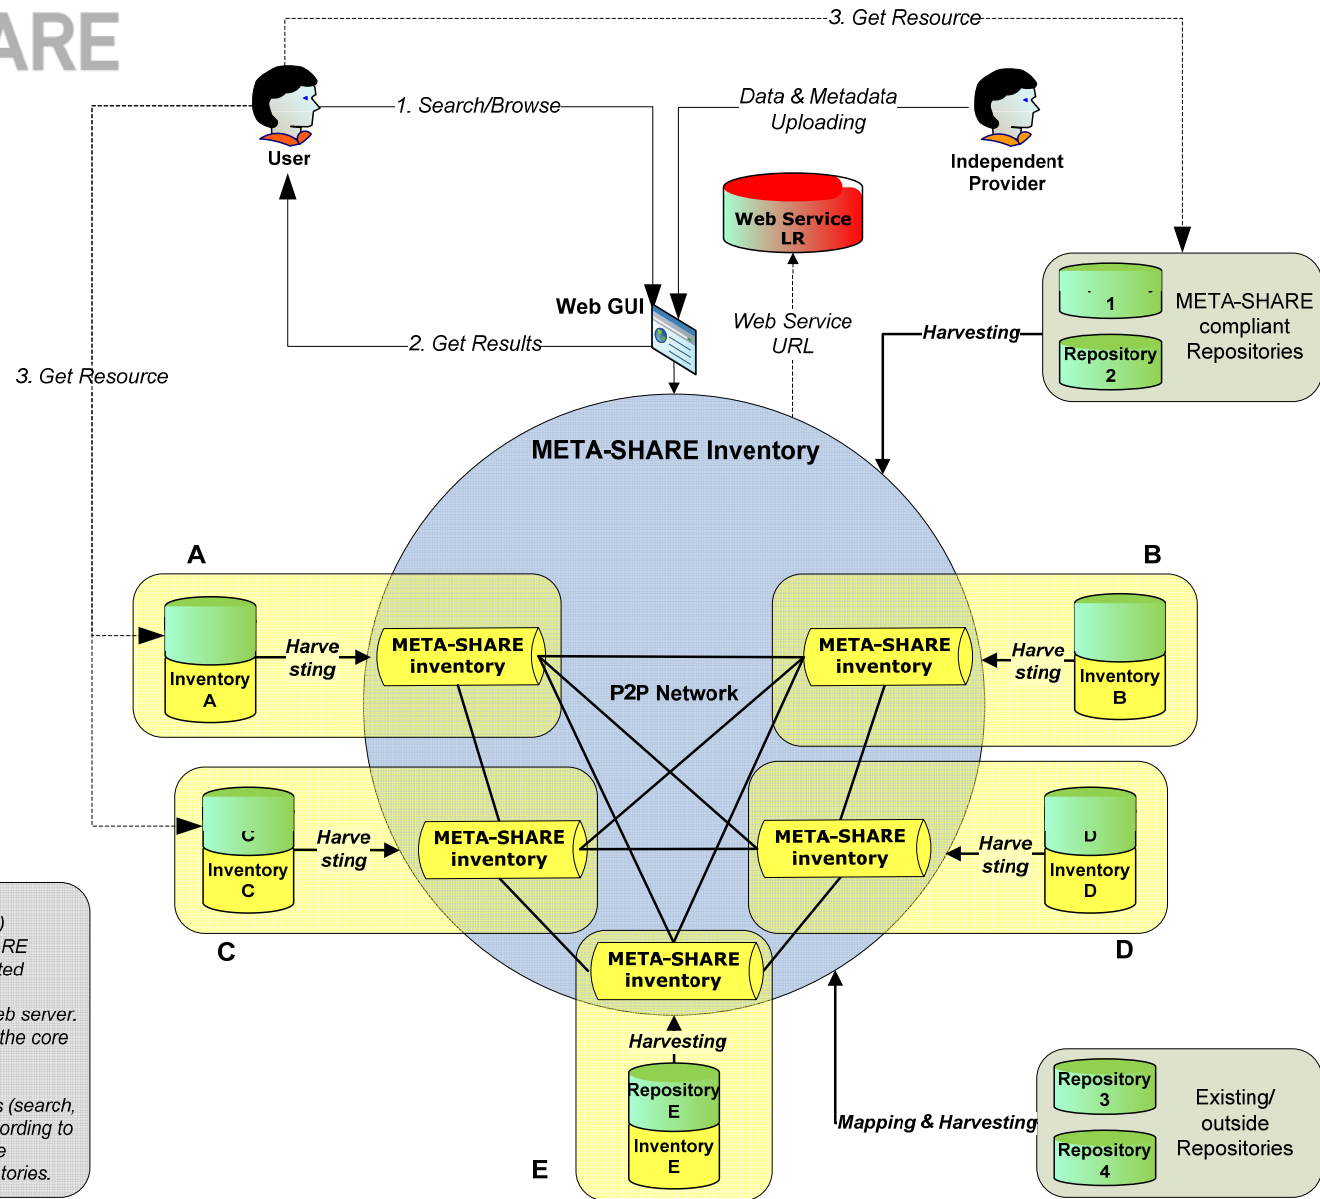 ARE
3. Get Resource
1. Search/Browse
Data & Metadata
Uploading
User
Independent
Provider
Web Service
LR
Web GUI
2. Get Results
Web Service
URL
Harvesting
1
Repository
2
META-SHARE
compliant
Repositories
3. Get Resource
META-SHARE Inventory
A
B
Inventory
A
Harve
sting
META-SHARE
inventory
P2P Network
META-SHARE
inventory
Harve
sting
Inventory
B
C
Inventory
C
Harve
sting
META-SHARE
inventory
META-SHARE
inventory
Harve
sting
D
Inventory
D
C
D
META-SHARE
inventory
Harvesting
Repository
E
Inventory
E
E
Mapping & Harvesting
Repository
3
Repository
4
Existing/
outside
Repositories
)
RE
ted
eb server.
the core
s (search,
ording to
e
tories.